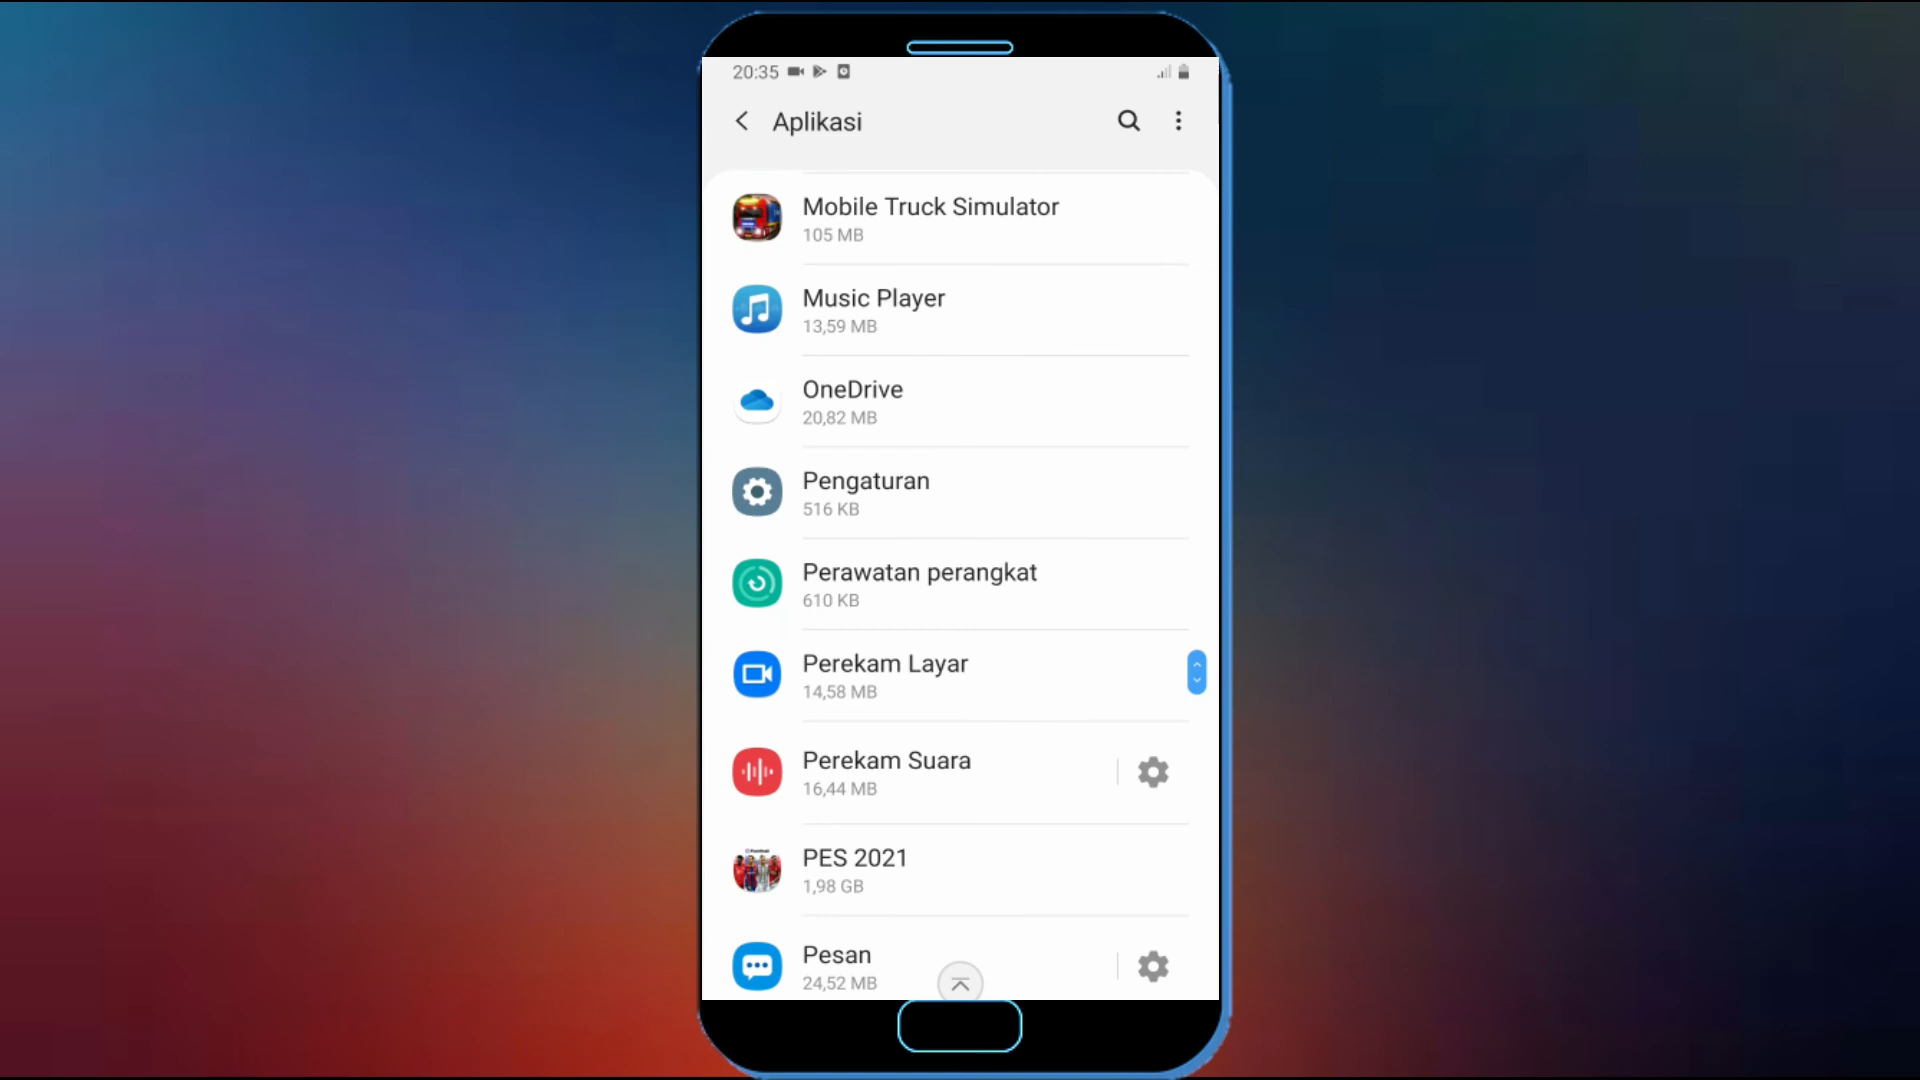 20:35
Aplikasi
Mobile Truck Simulator
105 MB
Music Player
13,59 MB
OneDrive
20,82 MB
Pengaturan
516 KB
Perawatan perangkat
610 KB
Perekam Layar
14,58 MB
Perekam Suara
16,44 MB
PES 2021
1,98 GB
Pesan
24,52 MB